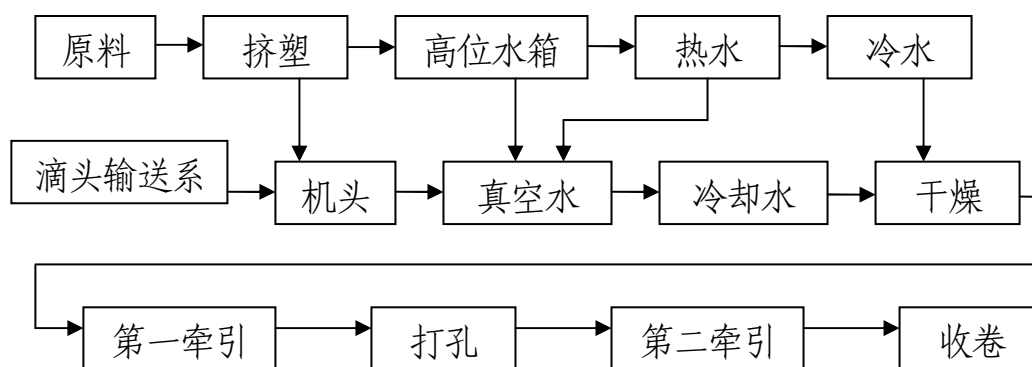 原料 挤塑 高位水箱 热水 冷水
滴头输送系 机头 真空水 冷却水 干燥
第一牵引 打孔 第二牵引 收卷